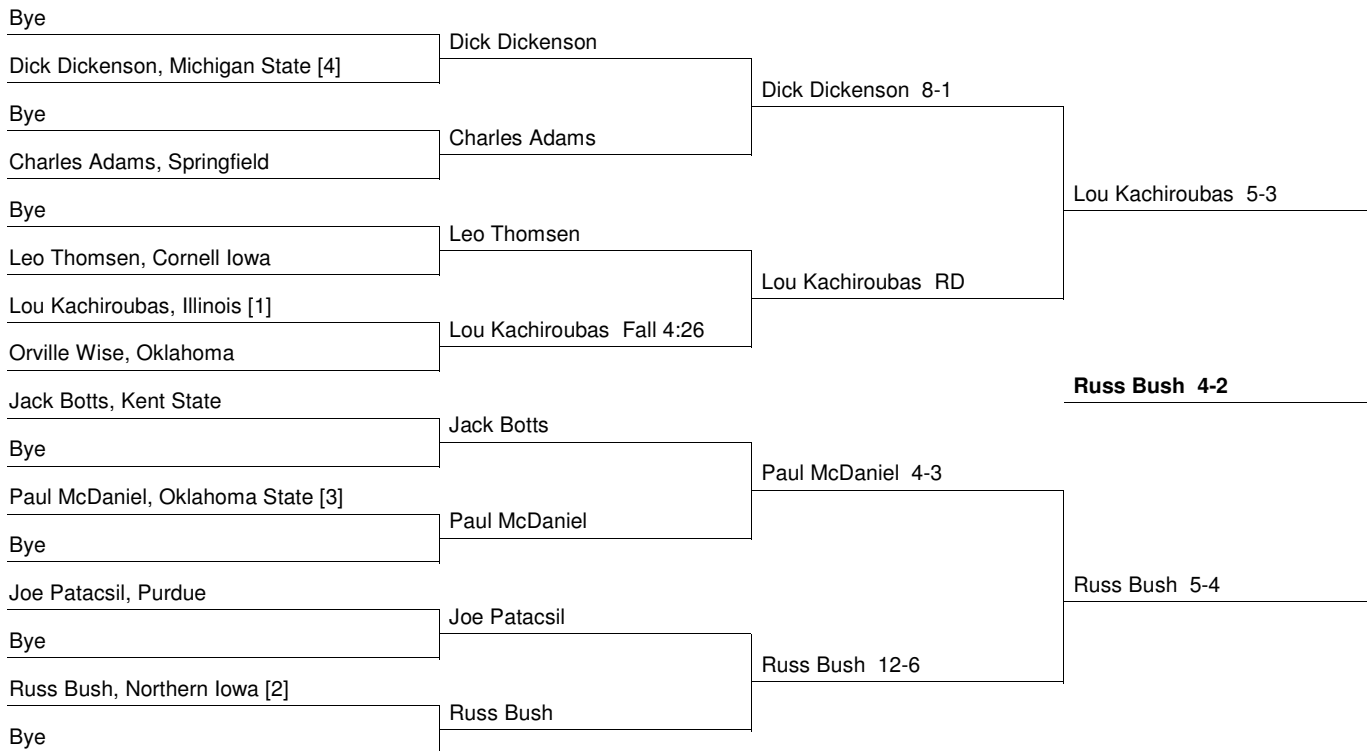 Bye
Dick Dickenson, Michigan State [4]
Bye
Charles Adams, Springfield
Bye
Leo Thomsen, Cornell Iowa
Lou Kachiroubas, Illinois [1]
Orville Wise, Oklahoma
Jack Botts, Kent State
Bye
Paul McDaniel, Oklahoma State [3]
Bye
Joe Patacsil, Purdue
Bye
Russ Bush, Northern Iowa [2]
Bye
Dick Dickenson
Charles Adams
Leo Thomsen
Lou Kachiroubas Fall 4:26
Jack Botts
Paul McDaniel
Joe Patacsil
Russ Bush
Dick Dickenson 8-1
Lou Kachiroubas RD
Paul McDaniel 4-3
Russ Bush 12-6
Lou Kachiroubas 5-3
Russ Bush 4-2
Russ Bush 5-4